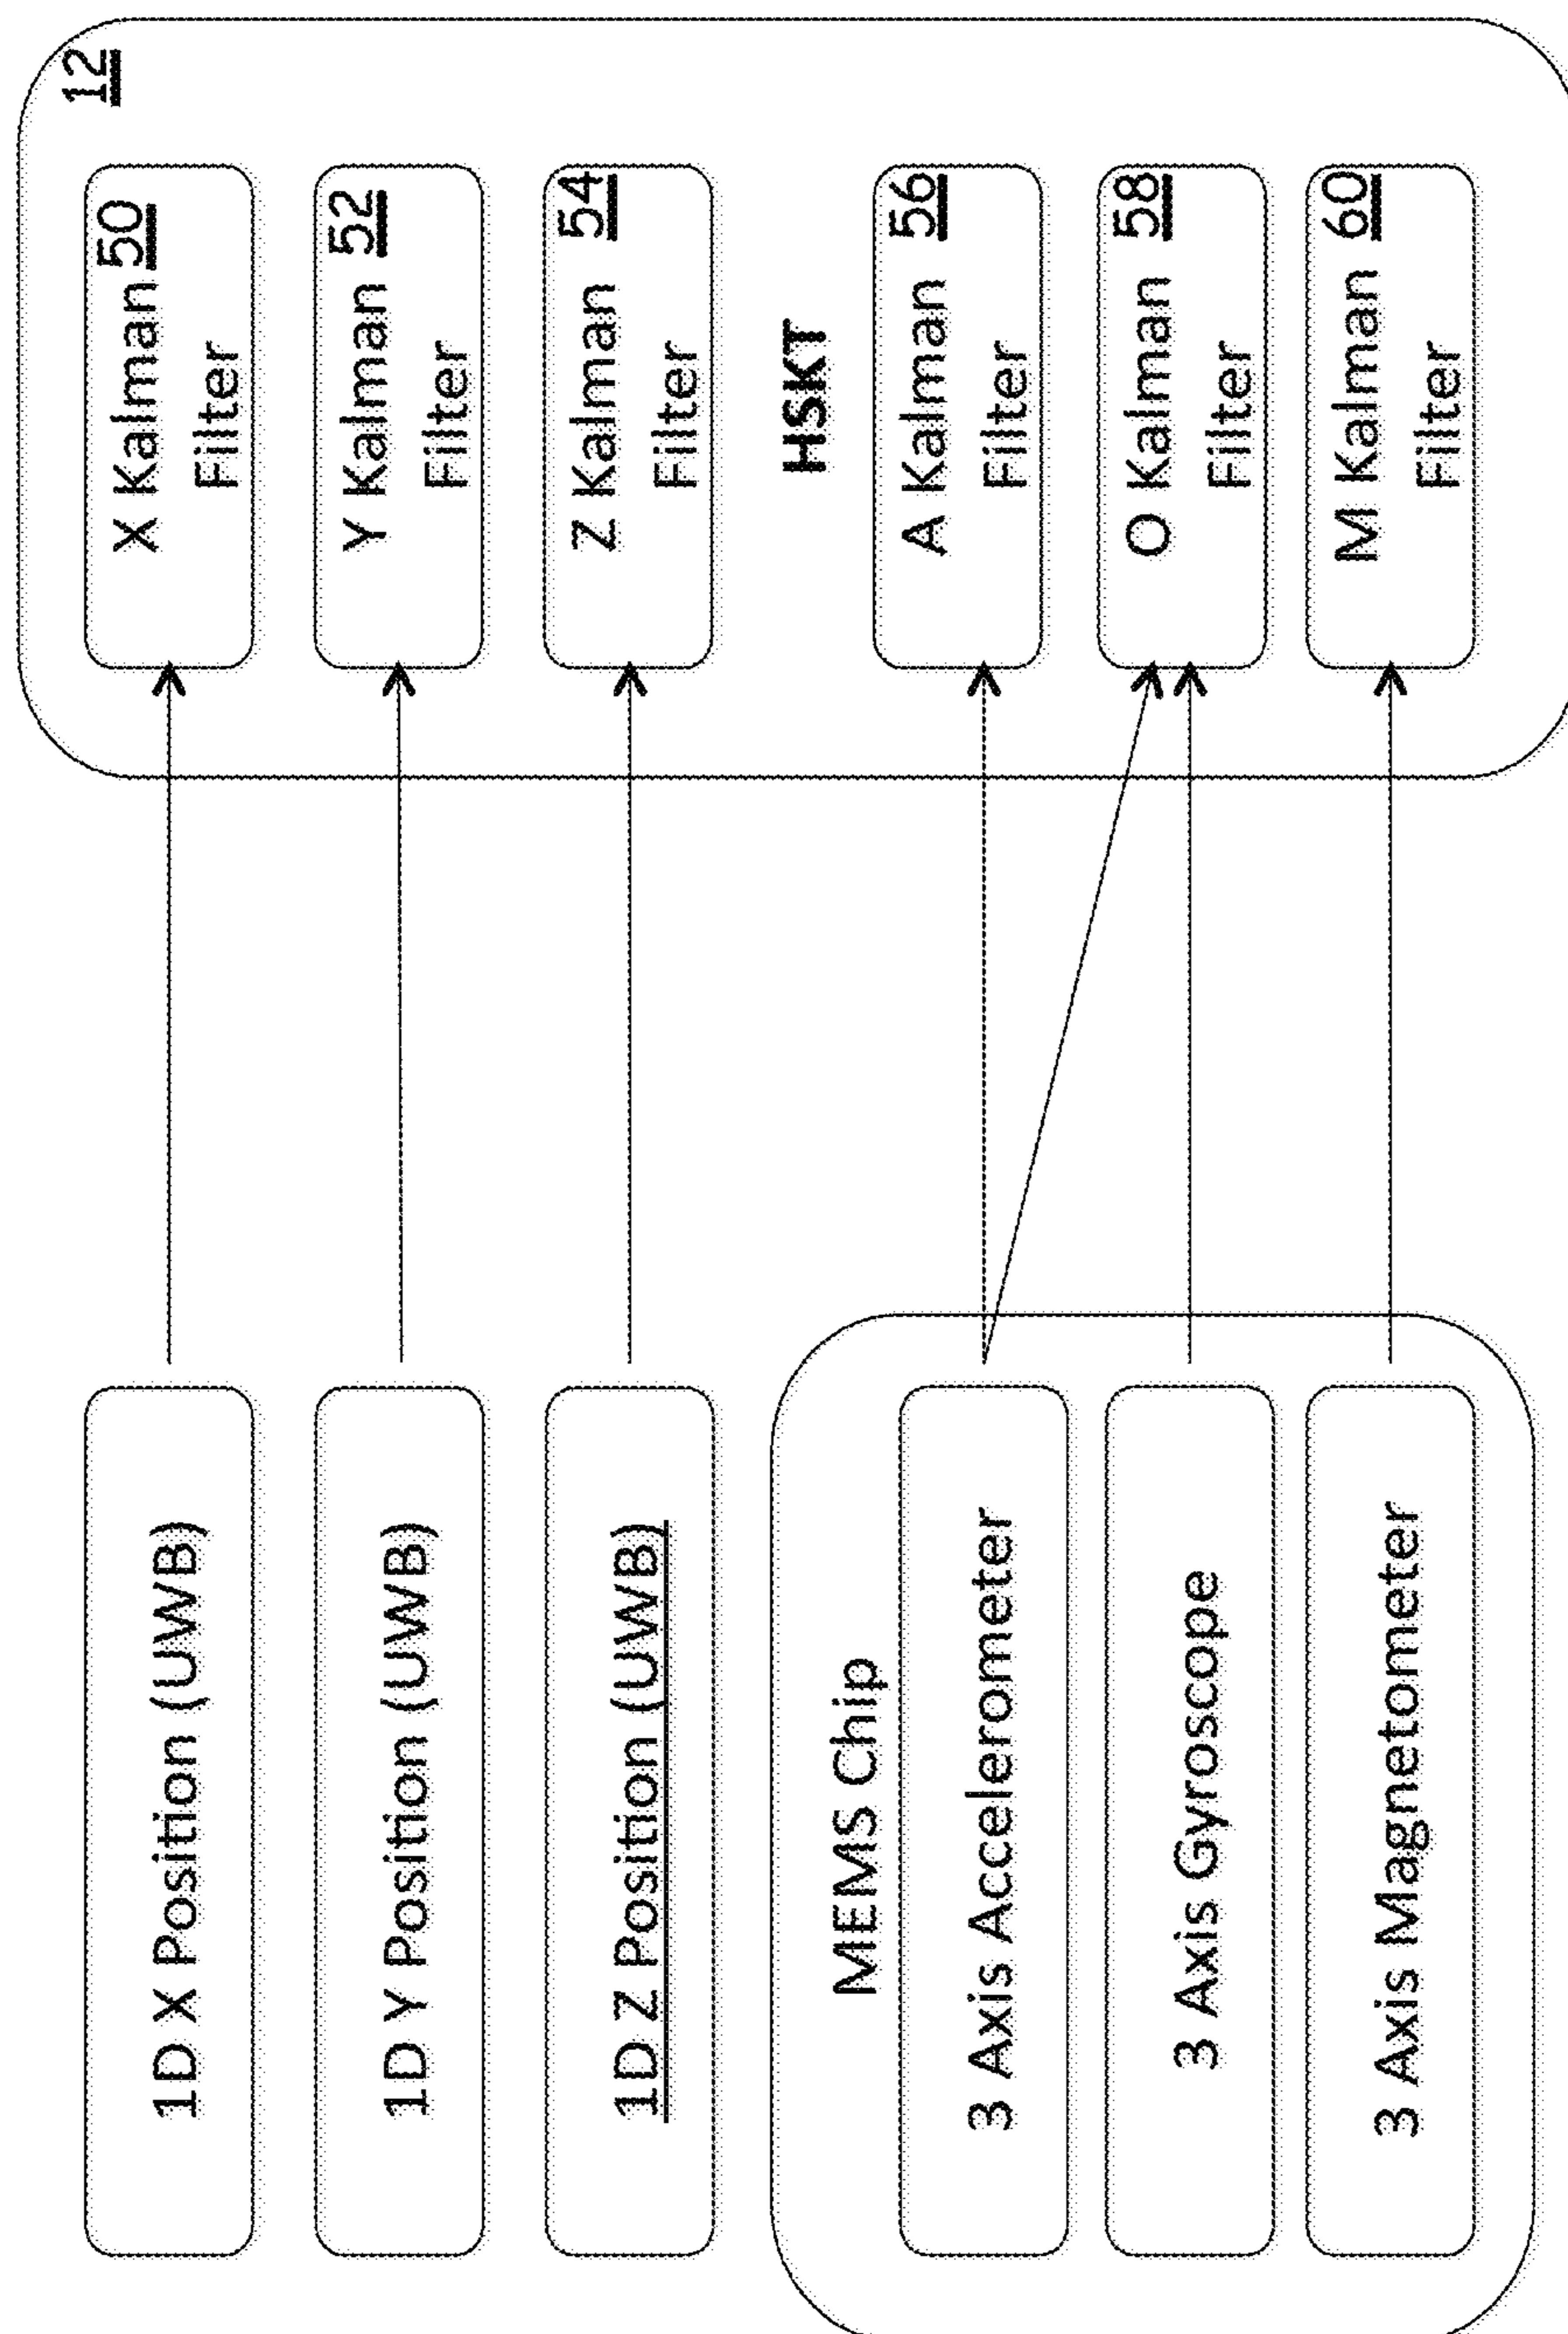 1D X Position (UWB)
1D Y Position (UWB)
1D Z Position (UWB)
MEMS Chip
3 Axis Accelerometer
3 Axis Gyroscope
3 Axis Magnetometer
12
X Kalman 50
Filter
Y Kalman 52
Filter
Z Kalman 54
Filter
HSKT
A Kalman 56
Filter
O Kalman 58
Filter
M Kalman 60
Filter